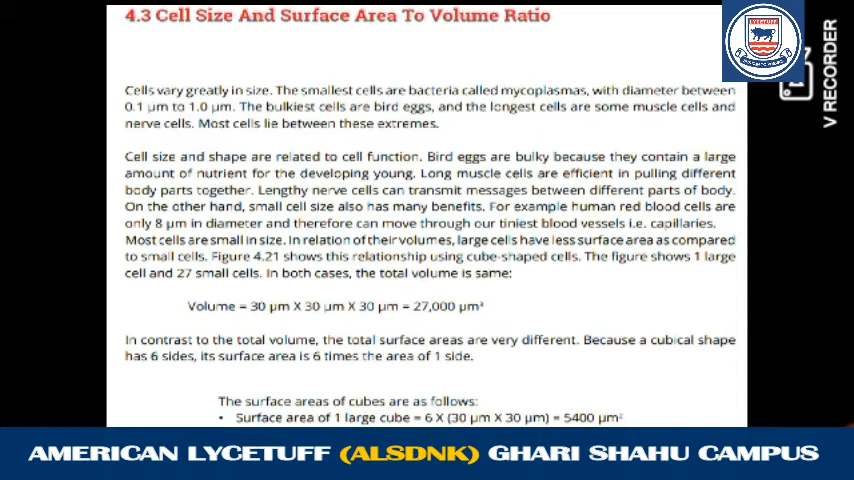 4.3 Cell Size And Surface Area To Volume Ratio
Cells vary greatly in size. The smallest cells are bacteria called mycoplasmas, with diameter between
0.1 µm to 1.0 µm. The bulkiest cells are bird eggs, and the longest cells are some muscle cells and
nerve cells. Most cells lie between these extremes.
Cell size and shape are related to cell function. Bird eggs are bulky because they contain a large
amount of nutrient for the developing young. Long muscle cells are efficient in pulling different
body parts together. Lengthy nerve cells can transmit messages between different parts of body.
On the other hand, small cell size also has many benefits. For example human red blood cells are
only 8 µm in diameter and therefore can move through our tiniest blood vessels i.e. capillaries.
Most cells are small in size. In relation of their volumes, large cells have less surface area as compared
to small cells. Figure 4.21 shows this relationship using cube-shaped cells. The figure shows 1 large
cell and 27 small cells. In both cases, the total volume is same:
Volume = 30 µm X 30 µm X 30 µm = 27,000 µm³
In contrast to the total volume, the total surface areas are very different. Because a cubical shape
has 6 sides, its surface area is 6 times the area of 1 side.
The surface areas of cubes are as follows:
• Surface area of 1 large cube = 6 X (30 µm X 30 µm) = 5400 µm²
LYCETUFF
V RECORDER
AMERICAN LYCETUFF (ALSDNK) GHARI SHAHU CAMPUS